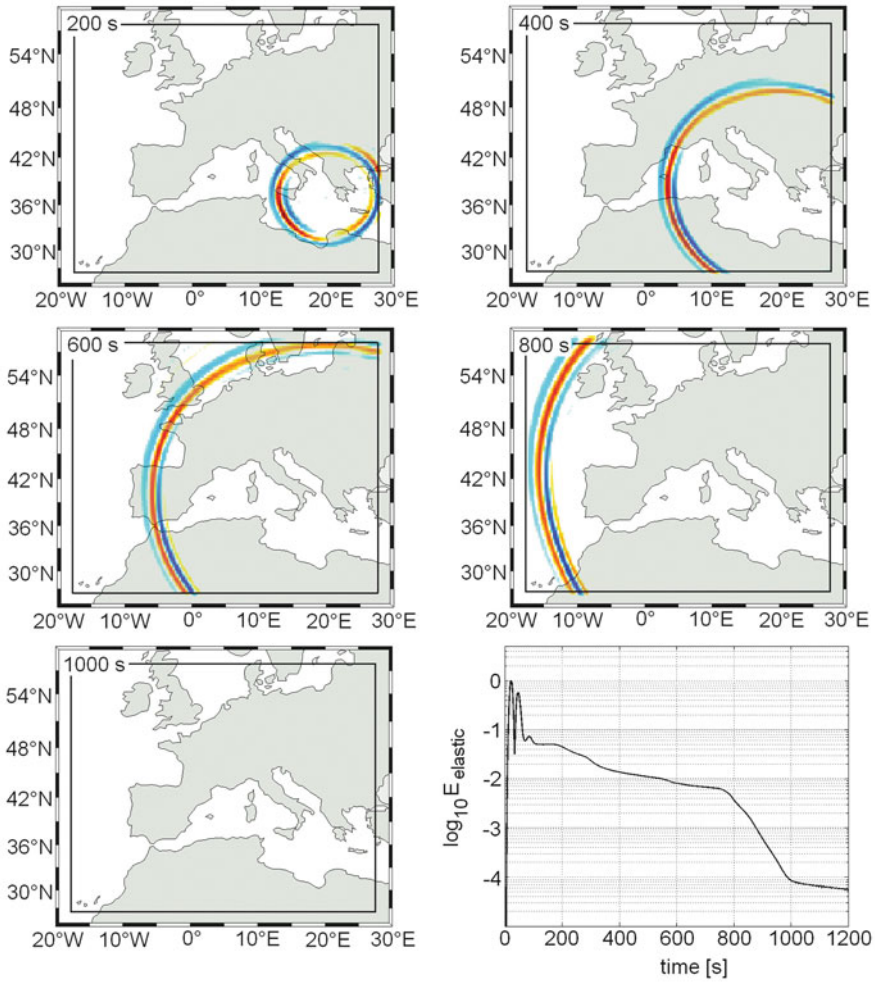 200 s
54°N
48°N
42°N
36°N
30°N
20°W 10°W 0° 10°E 20°E 30°E
400 s
54°N
48°N
42°N
36°N
30°N
20°W 10°W 0° 10°E 20°E 30°E
600 s
54°N
48°N
42°N
36°N
30°N
20°W 10°W 0° 10°E 20°E 30°E
800 s
54°N
48°N
42°N
36°N
30°N
20°W 10°W 0° 10°E 20°E 30°E
1000 s
54°N
48°N
42°N
36°N
30°N
20°W 10°W 0° 10°E 20°E 30°E
log10 Eelastic
0
-1
-2
-3
-4
0 200 400 600 800 1000 1200
time [s]